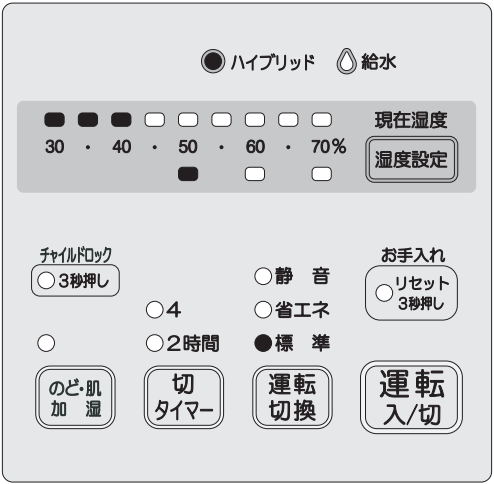 ハイブリッド 給水
現在湿度
30 ・ 40 ・ 50 ・ 60 ・ 70%
湿度設定
チャイルドロック
3秒押し
お手入れ
リセット
3秒押し
静 音
4
省エネ
2時間
標 準
のど・肌
加 湿
切
タイマー
運転
切換
運転
入/切